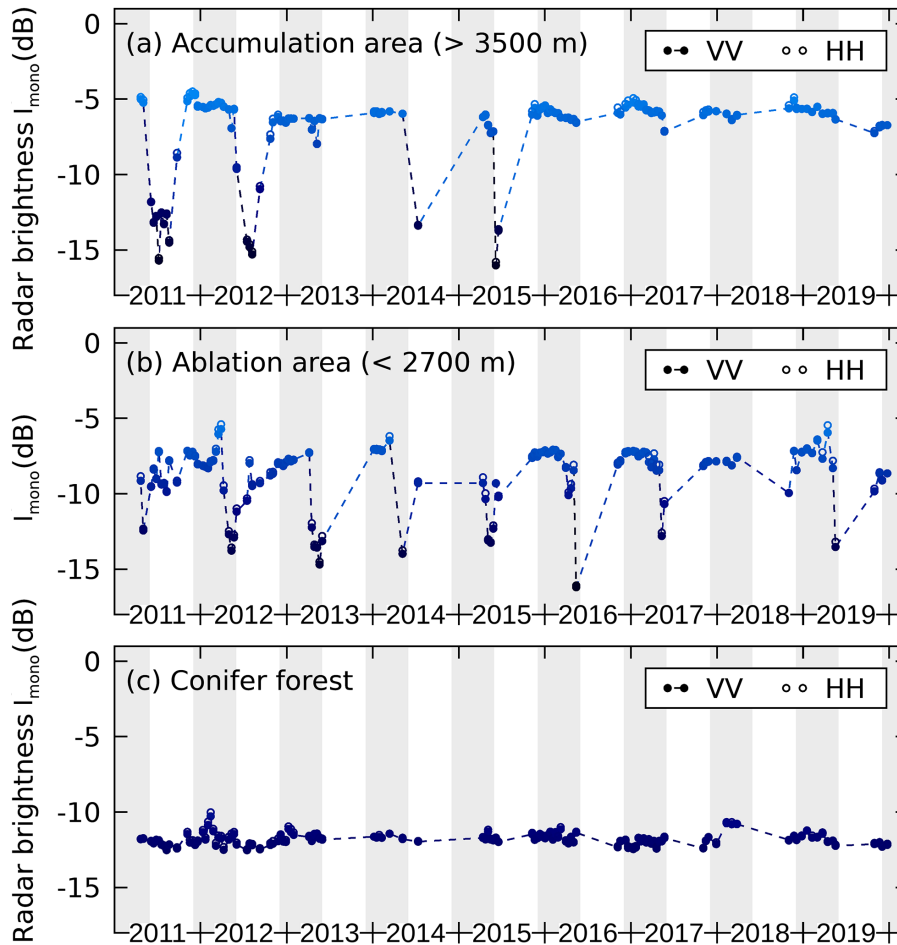 (a) Accumulation area (> 3500 m)
VV HH
Radar brightness Imono(dB)
0
-5
-10
-15
2011 2012 2013 2014 2015 2016 2017 2018 2019
(b) Ablation area (< 2700 m)
VV HH
Imono(dB)
0
-5
-10
-15
2011 2012 2013 2014 2015 2016 2017 2018 2019
(c) Conifer forest
VV HH
Radar brightness Imono(dB)
0
-5
-10
-15
2011 2012 2013 2014 2015 2016 2017 2018 2019